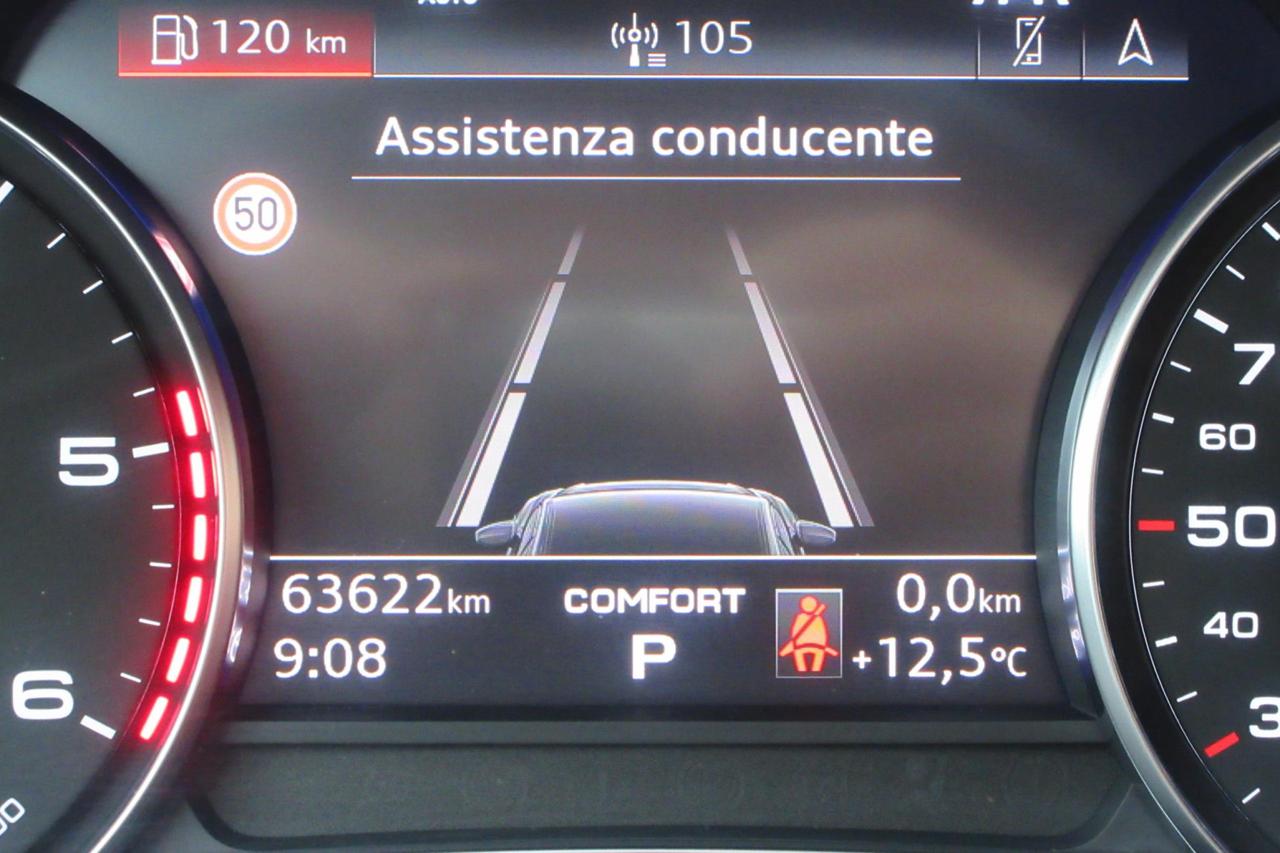 120 km
105
Assistenza conducente
50
5
6
7
60
50
40
63622km
COMFORT
0,0km
9:08
P
+12,5°C